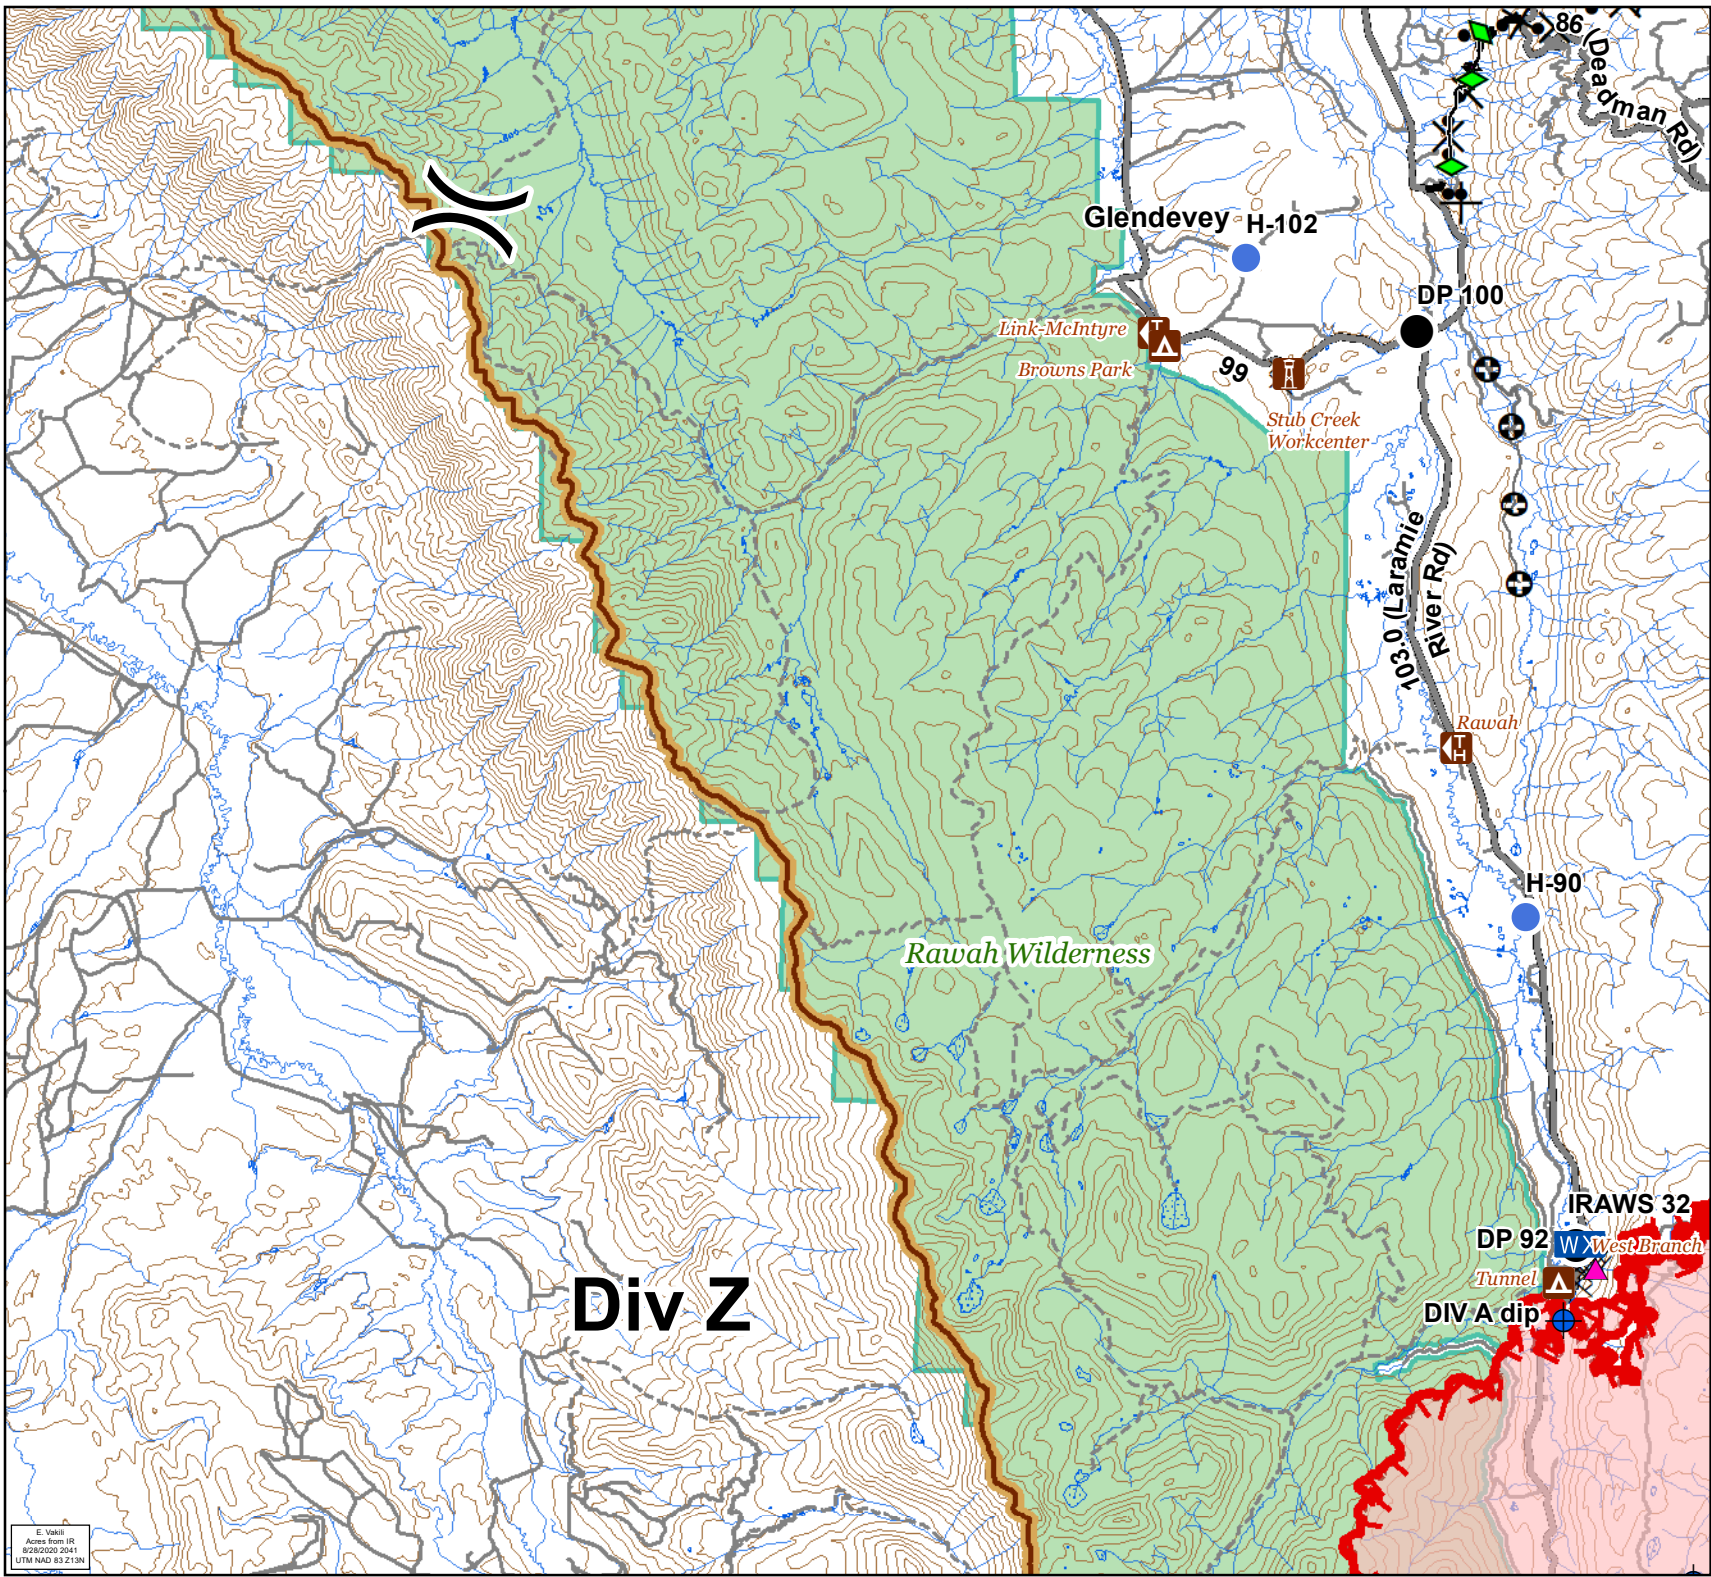 86 (Deadman Rd)
Glendevey
H-102
DP 100
Link-McIntyre
T
Browns Park
99
Stub Creek
Workcenter
103.0 (Laramie
River Rd)
Rawah
T
H
H-90
Rawah Wilderness
IRAWS 32
DP 92
WX
West Branch
Tunnel
DIV A dip
Div Z
E. Vakili
Acres from IR
8/28/2020 2041
UTM NAD 83 Z13N